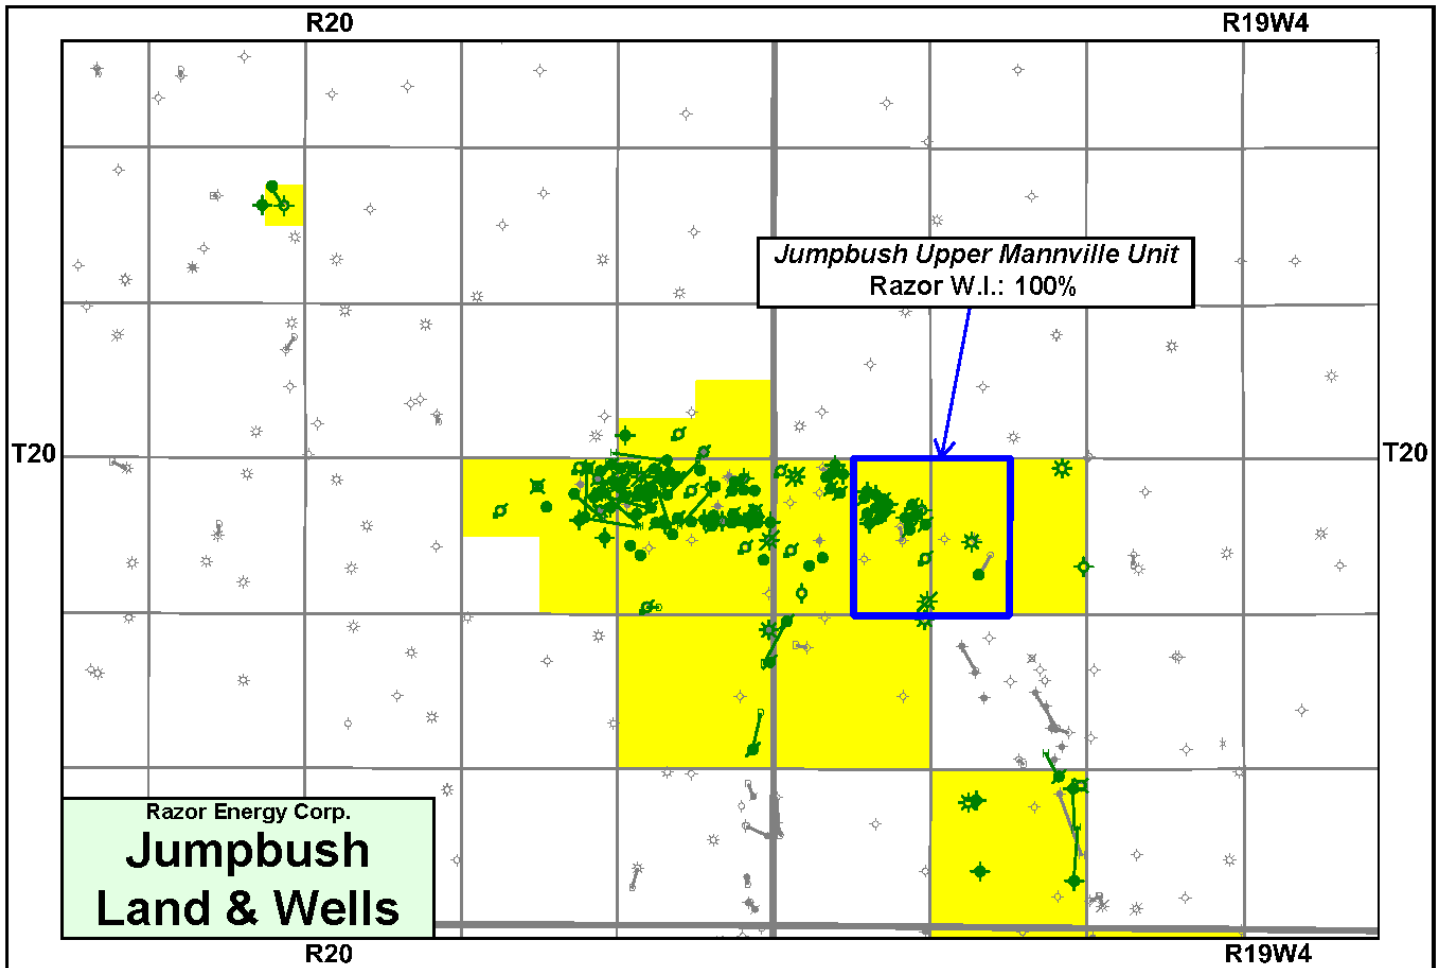 R20 R19W4
Jumpbush Upper Mannville Unit
Razor W.I.: 100%
T20 T20
Razor Energy Corp.
Jumpbush
Land & Wells
R20 R19W4